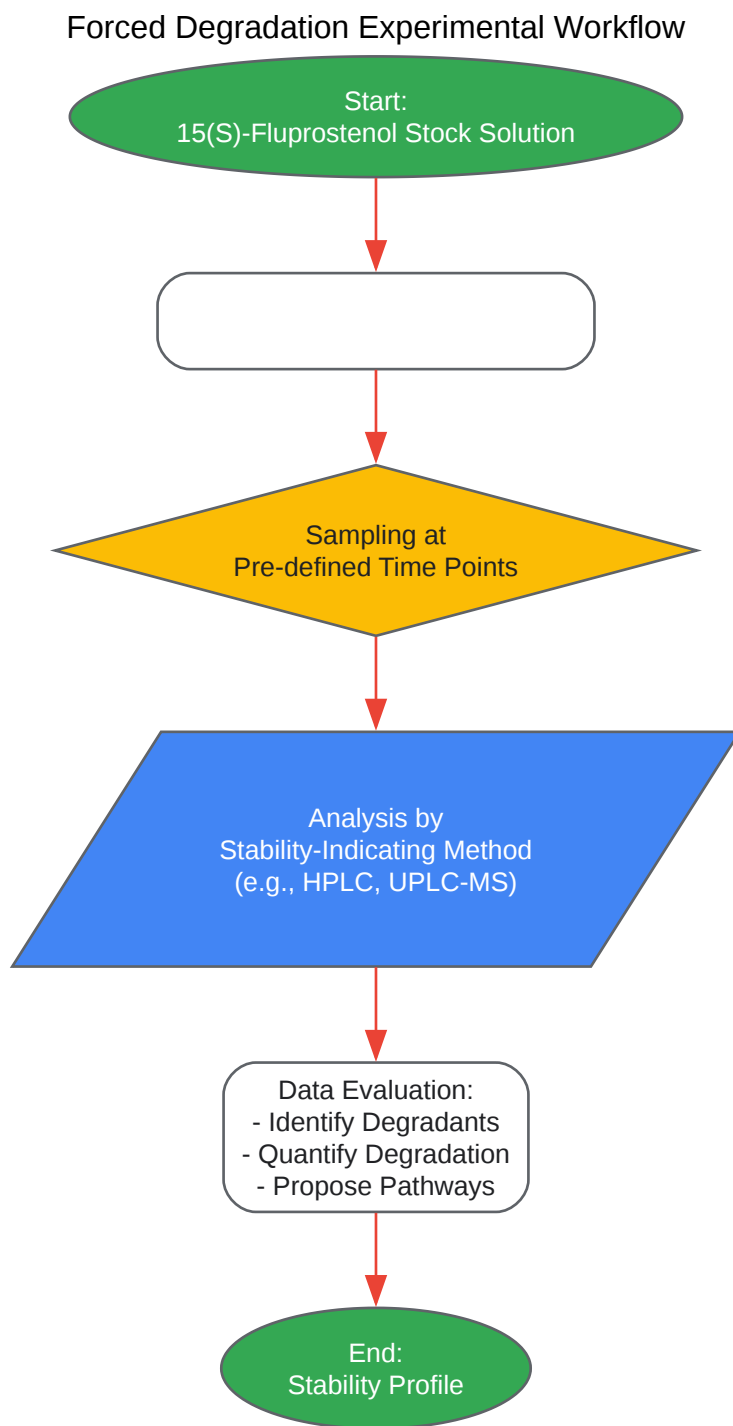 Forced Degradation Experimental Workflow
Start:
15(S)-Fluprostenol Stock Solution
Sampling at
Pre-defined Time Points
Analysis by
Stability-Indicating Method
(e.g., HPLC, UPLC-MS)
Data Evaluation:
- Identify Degradants
- Quantify Degradation
- Propose Pathways
End:
Stability Profile